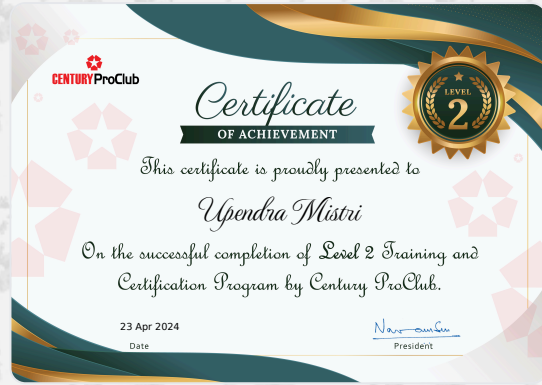 CENTURY ProClub
Certificate
OF ACHIEVEMENT
LEVEL
2
This certificate is proudly presented to
Upendra Mistri
On the successful completion of Level 2 Training and
Certification Program by Century ProClub.
23 Apr 2024
Date
President